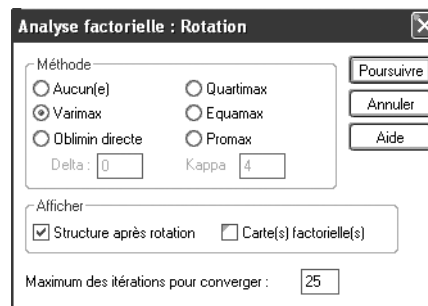 Analyse factorielle : Rotation
Méthode
Aucun(e)
Quartimax
Varimax
Equamax
Oblimin directe
Promax
Delta : 0
Kappa 4
Poursuivre
Annuler
Aide
Afficher
Structure après rotation
Carte(s) factorielle(s)
Maximum des itérations pour converger : 25